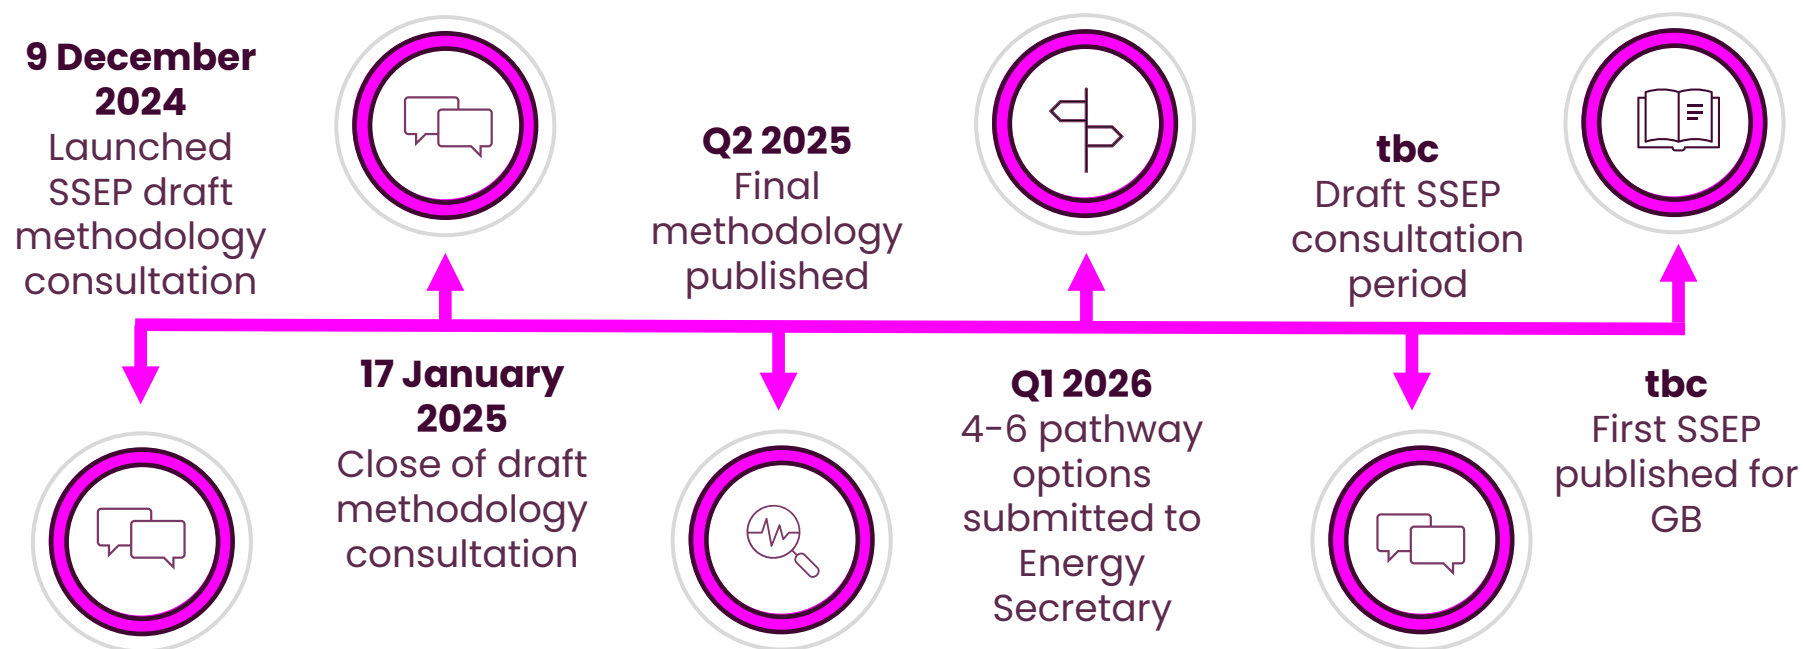 9 December
2024
Launched
SSEP draft
methodology
consultation
17 January
2025
Close of draft
methodology
consultation
Q2 2025
Final
methodology
published
Q1 2026
4-6 pathway
options
submitted to
Energy
Secretary
tbc
Draft SSEP
consultation
period
tbc
First SSEP
published for
GB